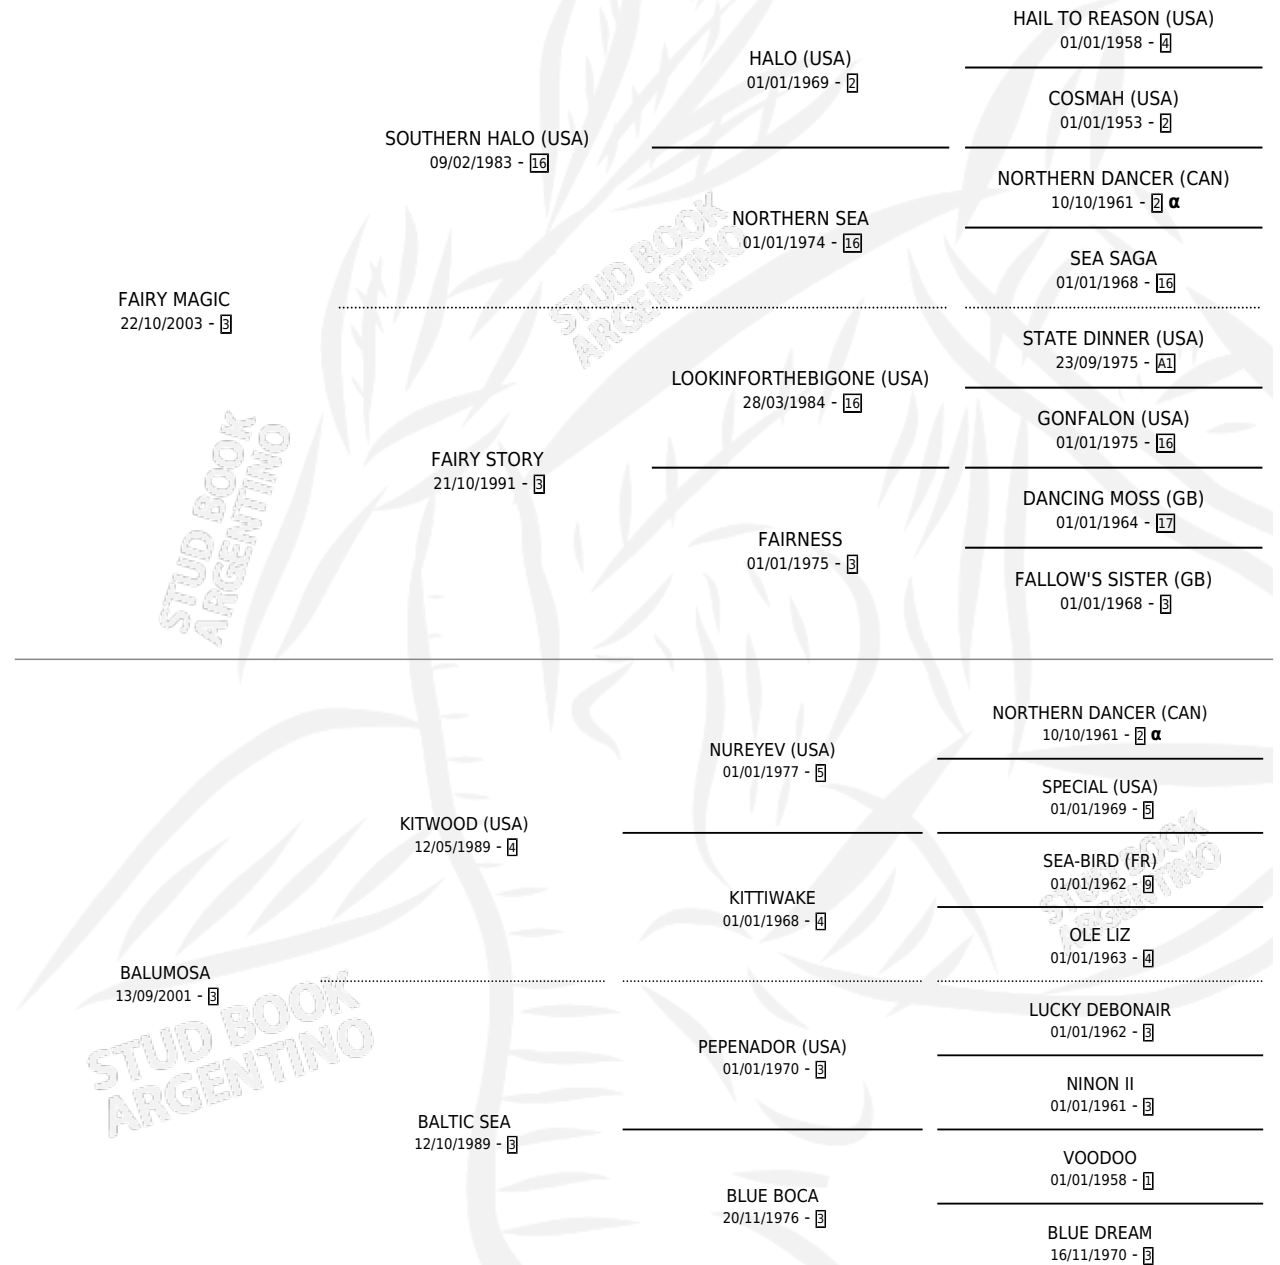 HAIL TO REASON (USA)
01/01/1958 - 4
HALO (USA)
01/01/1969 - 2
COSMAH (USA)
01/01/1953 - 2
SOUTHERN HALO (USA)
09/02/1983 - 16
NORTHERN DANCER (CAN)
10/10/1961 - 2 α
NORTHERN SEA
01/01/1974 - 16
SEA SAGA
01/01/1968 - 16
FAIRY MAGIC
22/10/2003 - 3
STATE DINNER (USA)
23/09/1975 - A1
LOOKINFORTHEBIGONE (USA)
28/03/1984 - 16
GONFALON (USA)
01/01/1975 - 16
FAIRY STORY
21/10/1991 - 3
DANCING MOSS (GB)
01/01/1964 - 17
FAIRNESS
01/01/1975 - 3
FALLOW'S SISTER (GB)
01/01/1968 - 3
NORTHERN DANCER (CAN)
10/10/1961 - 2 α
NUREYEV (USA)
01/01/1977 - 5
SPECIAL (USA)
01/01/1969 - 5
KITWOOD (USA)
12/05/1989 - 4
SEA-BIRD (FR)
01/01/1962 - 9
KITTIWAKE
01/01/1968 - 4
OLE LIZ
01/01/1963 - 4
BALUMOSA
13/09/2001 - 3
LUCKY DEBONAIR
01/01/1962 - 3
PEPENADOR (USA)
01/01/1970 - 3
NINON II
01/01/1961 - 3
BALTIC SEA
12/10/1989 - 3
VOODOO
01/01/1958 - 1
BLUE BOCA
20/11/1976 - 3
BLUE DREAM
16/11/1970 - 3
STUD BOOK
ARGENTINO
STUD BOOK
ARGENTINO
STUD BOOK
ARGENTINO
STUD BOOK
ARGENTINO